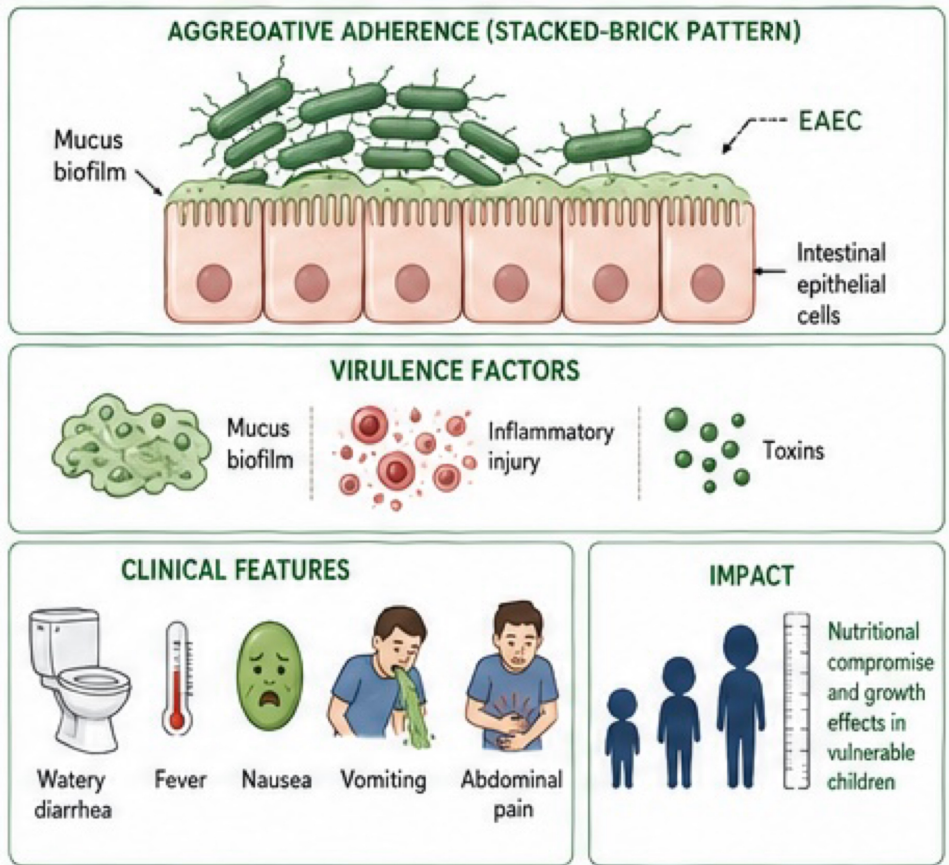 AGGREOATIVE ADHERENCE (STACKED-BRICK PATTERN)
Mucus
biofilm
EAEC
Intestinal
epithelial
cells
VIRULENCE FACTORS
Mucus
biofilm
Inflammatory
injury
Toxins
CLINICAL FEATURES
Watery
diarrhea
Fever
Nausea
Vomiting
Abdominal
pain
IMPACT
Nutritional
compromise
and growth
effects in
vulnerable
children